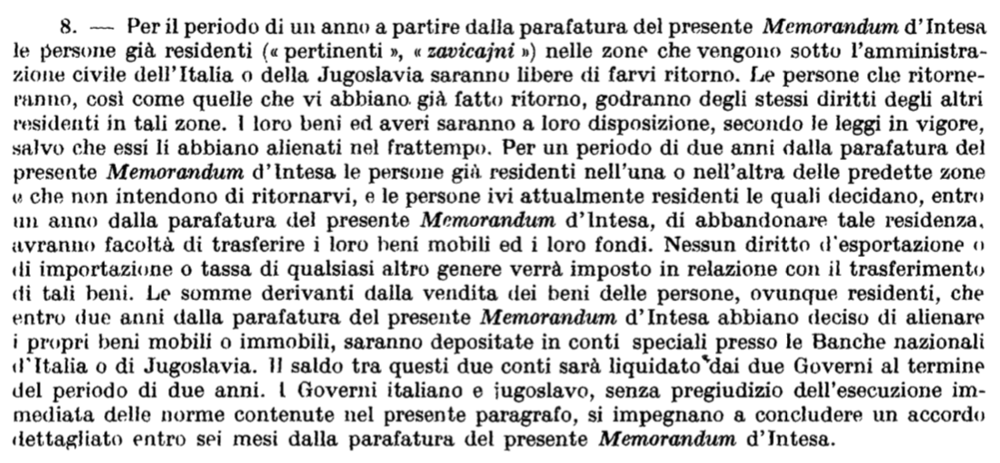 8. — Per il periodo di un anno a partire dalla parafatura del presente Memorandum d'Intesa
le persone già residenti (« pertinenti », « zavicajni ») nelle zone che vengono sotto l'amministra-
zione civile dell'Italia o della Jugoslavia saranno libere di farvi ritorno. Le persone che ritorne-
ranno, così come quelle che vi abbiano già fatto ritorno, godranno degli stessi diritti degli altri
residenti in tali zone. I loro beni ed averi saranno a loro disposizione, secondo le leggi in vigore,
salvo che essi li abbiano alienati nel frattempo. Per un periodo di due anni dalla parafatura del
presente Memorandum d'Intesa le persone già residenti nell'una o nell'altra delle predette zone
e che non intendono di ritornarvi, e le persone ivi attualmente residenti le quali decidano, entro
un anno dalla parafatura del presente Memorandum d'Intesa, di abbandonare tale residenza,
avranno facoltà di trasferire i loro beni mobili ed i loro fondi. Nessun diritto d'esportazione o
di importazione o tassa di qualsiasi altro genere verrà imposto in relazione con il trasferimento
di tali beni. Le somme derivanti dalla vendita dei beni delle persone, ovunque residenti, che
entro due anni dalla parafatura del presente Memorandum d'Intesa abbiano deciso di alienare
i propri beni mobili o immobili, saranno depositate in conti speciali presso le Banche nazionali
d'Italia o di Jugoslavia. Il saldo tra questi due conti sarà liquidato dai due Governi al termine
del periodo di due anni. I Governi italiano e jugoslavo, senza pregiudizio dell'esecuzione im-
mediata delle norme contenute nel presente paragrafo, si impegnano a concludere un accordo
dettagliato entro sei mesi dalla parafatura del presente Memorandum d'Intesa.